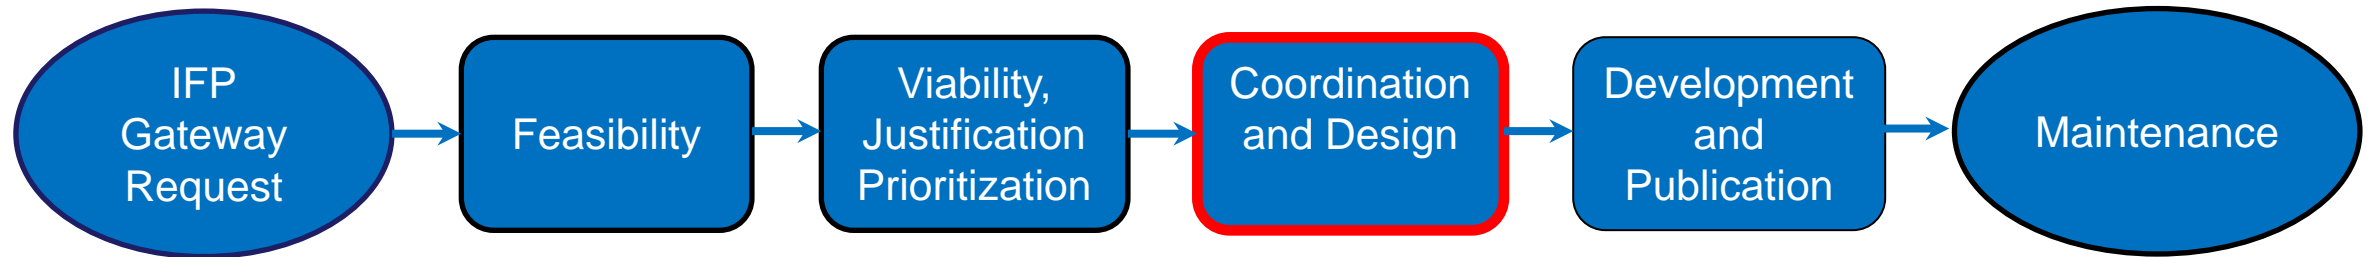 IFP
Gateway
Request
Feasibility
Viability,
Justification
Prioritization
Coordination
and Design
Development
and
Publication
Maintenance